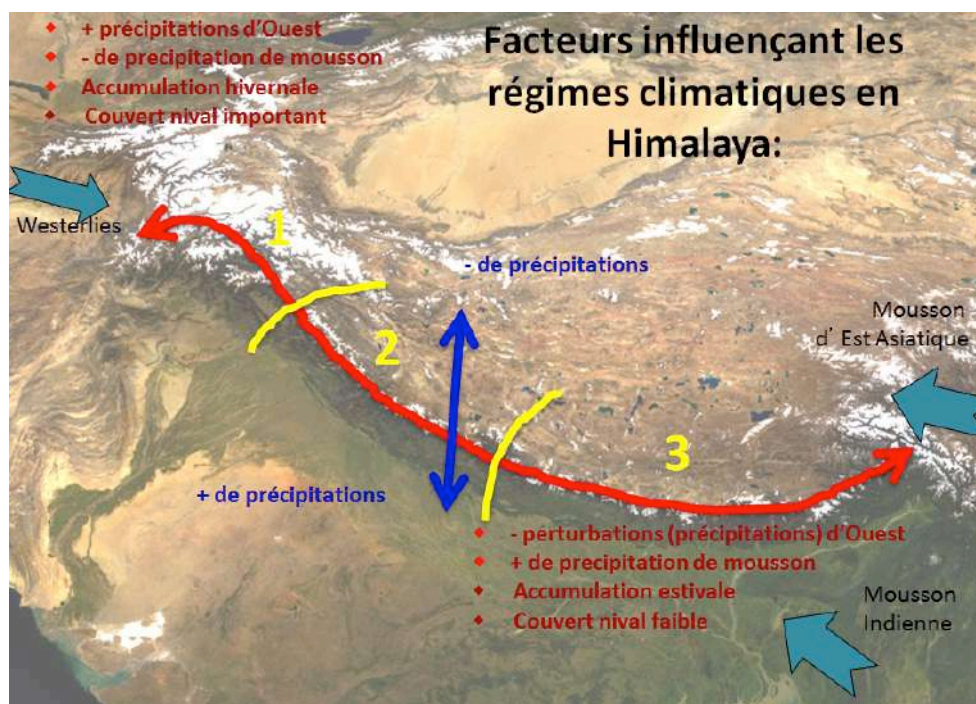 + précipitations d'Ouest
- de precipitation de mousson
Accumulation hivernale
Couvert nival important
Facteurs influençant les
régimes climatiques en
Himalaya:
Westerlies
1
- de précipitations
2
Mousson
d' Est Asiatique
3
+ de précipitations
- perturbations (précipitations) d'Ouest
+ de precipitation de mousson
Accumulation estivale
Couvert nival faible
Mousson
Indienne